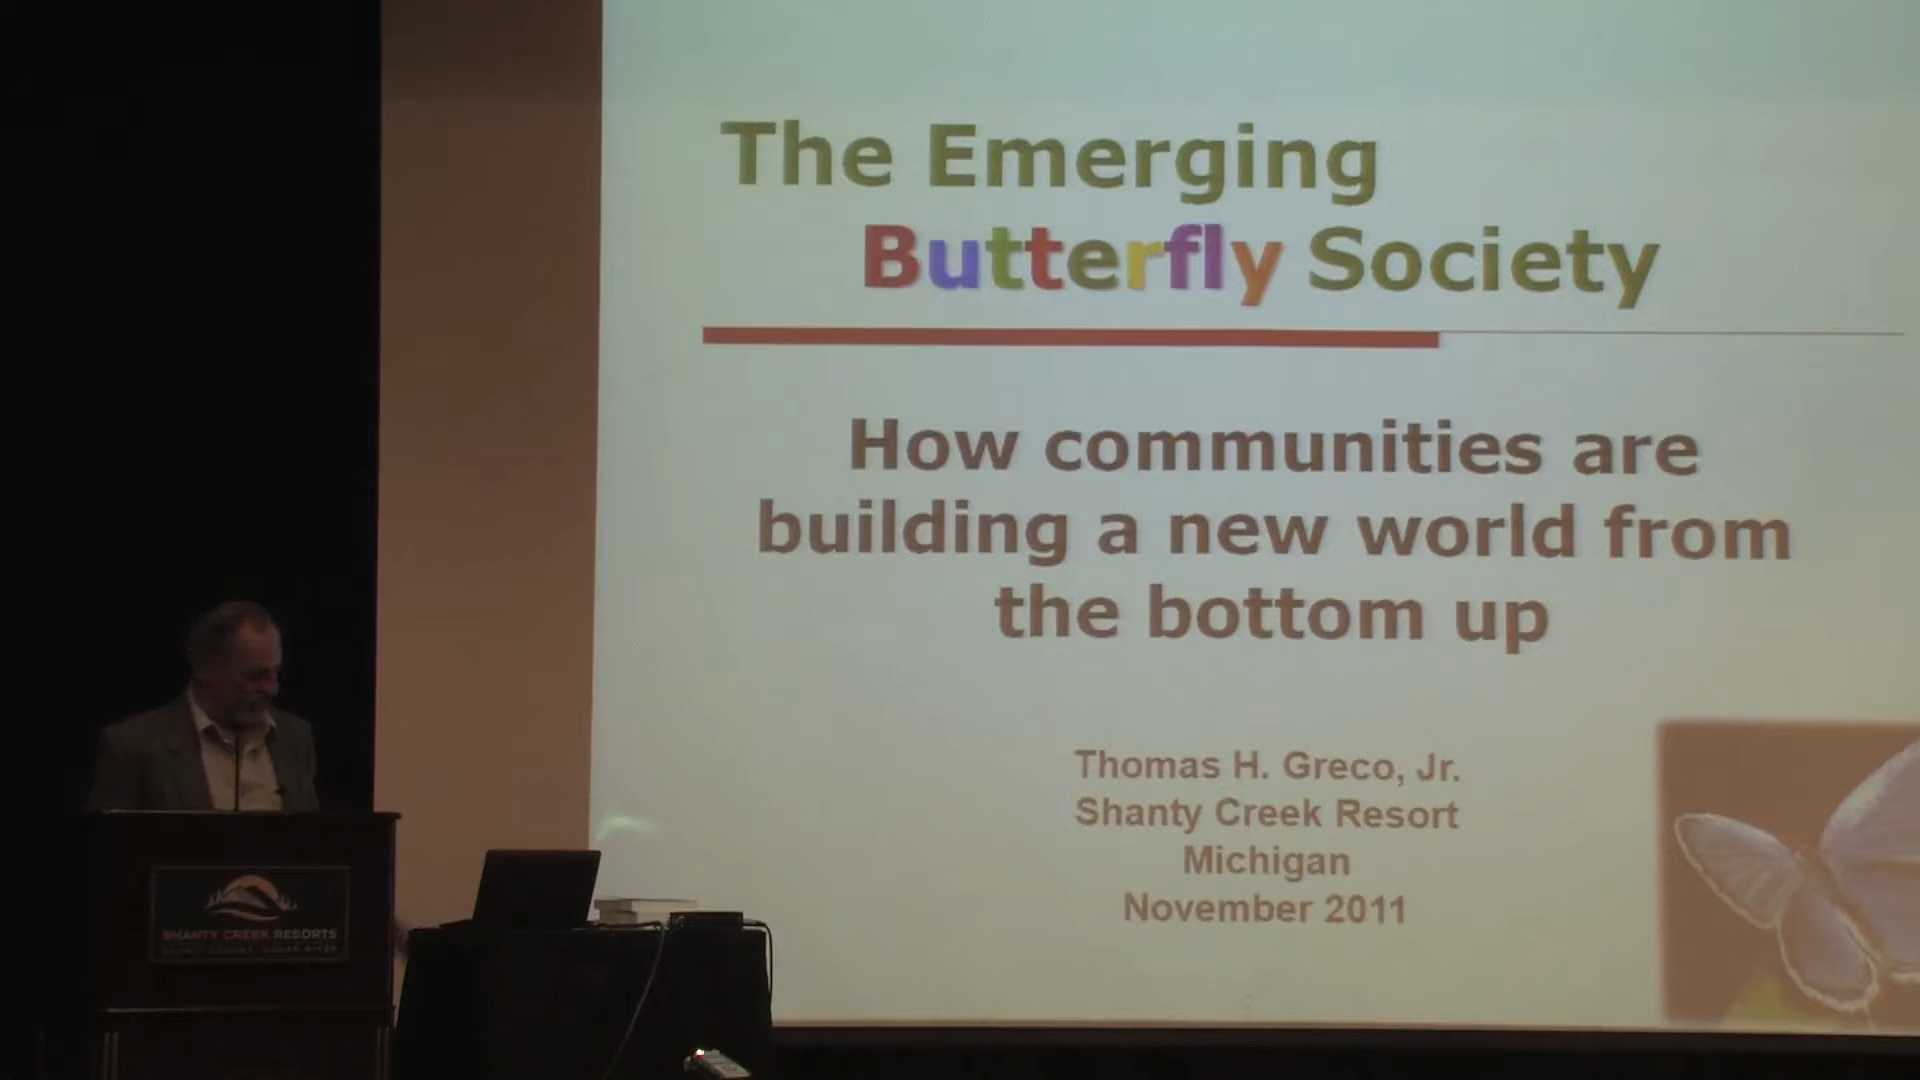 The Emerging
Butterfly Society
How communities are
building a new world from
the bottom up
Thomas H. Greco, Jr.
Shanty Creek Resort
Michigan
November 2011
SHANTY CREEK RESORTS